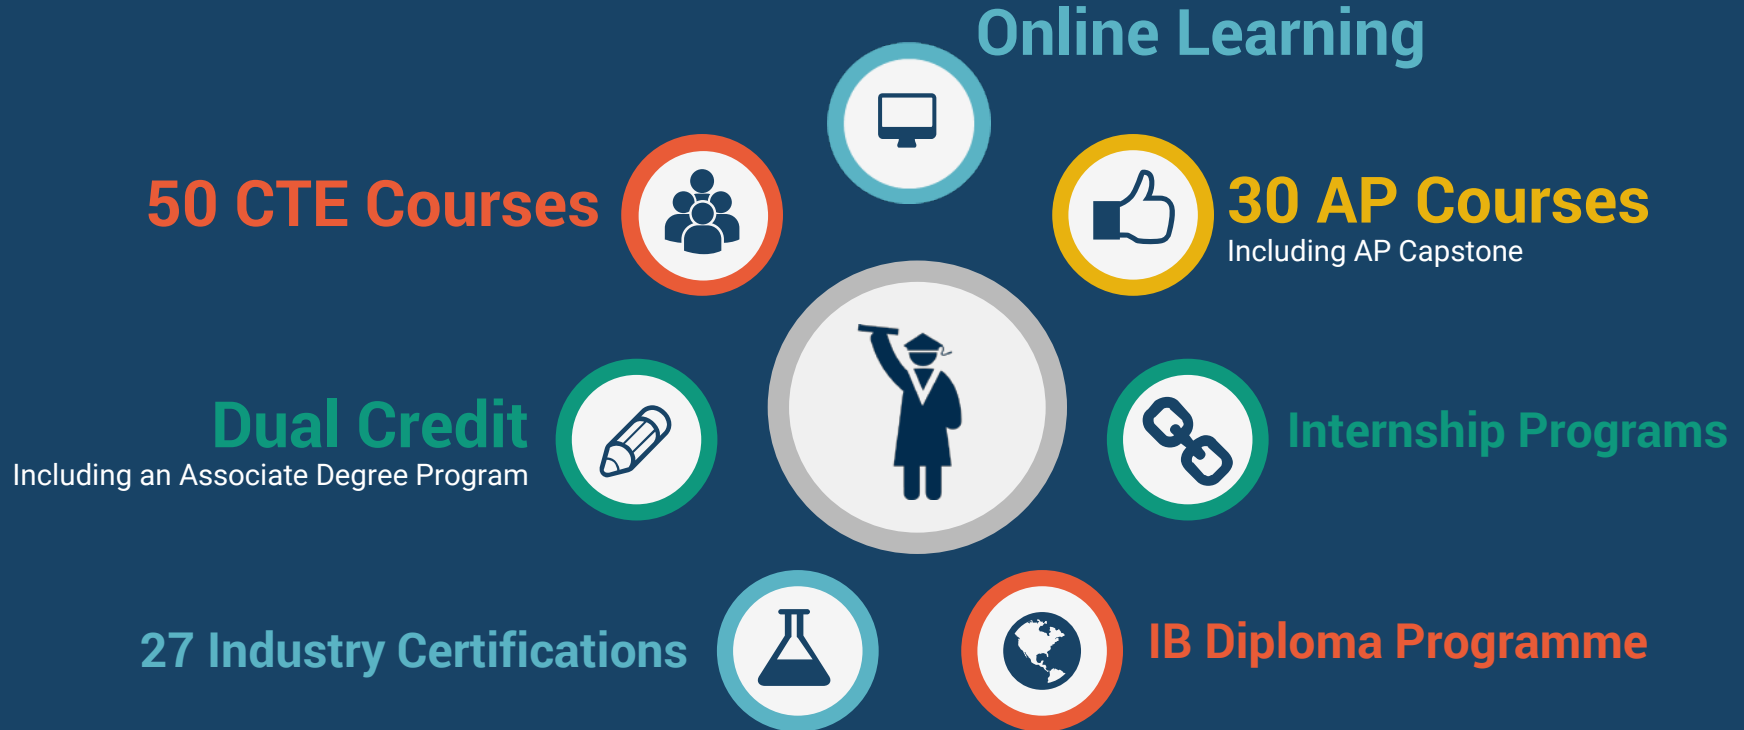 Online Learning
50 CTE Courses
30 AP Courses
Including AP Capstone
Dual Credit
Including an Associate Degree Program
Internship Programs
27 Industry Certifications
IB Diploma Programme